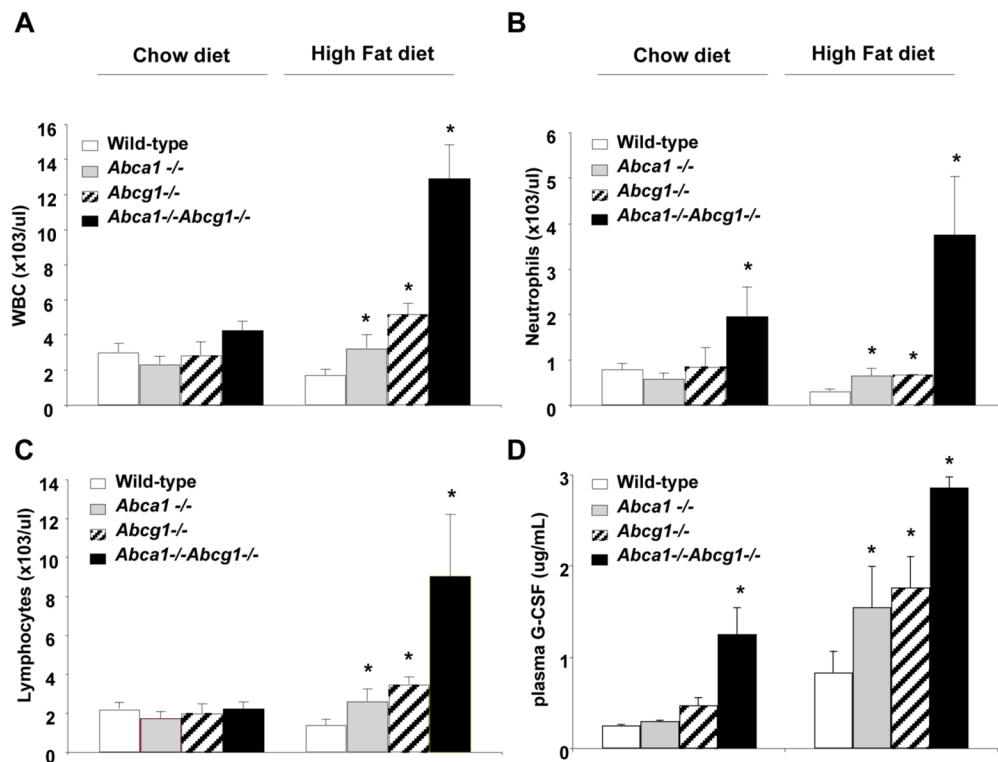 A
Chow diet
High Fat diet
WBC (x103/ul)
16
14
12
10
8
6
4
2
0
Wild-type
Abca1 -/-
Abcg1-/-
Abca1-/-Abcg1-/-
*
*
*
B
Chow diet
High Fat diet
Neutrophils (x103/ul)
6
5
4
3
2
1
0
Wild-type
Abca1 -/-
Abcg1-/-
Abca1-/-Abcg1-/-
*
*
*
*
C
Lymphocytes (x103/ul)
14
12
10
8
6
4
2
0
Wild-type
Abca1 -/-
Abcg1-/-
Abca1-/-Abcg1-/-
*
*
*
D
plasma G-CSF (ug/mL)
3
2
1
0
Wild-type
Abca1 -/-
Abcg1-/-
Abca1-/-Abcg1-/-
*
*
*
*